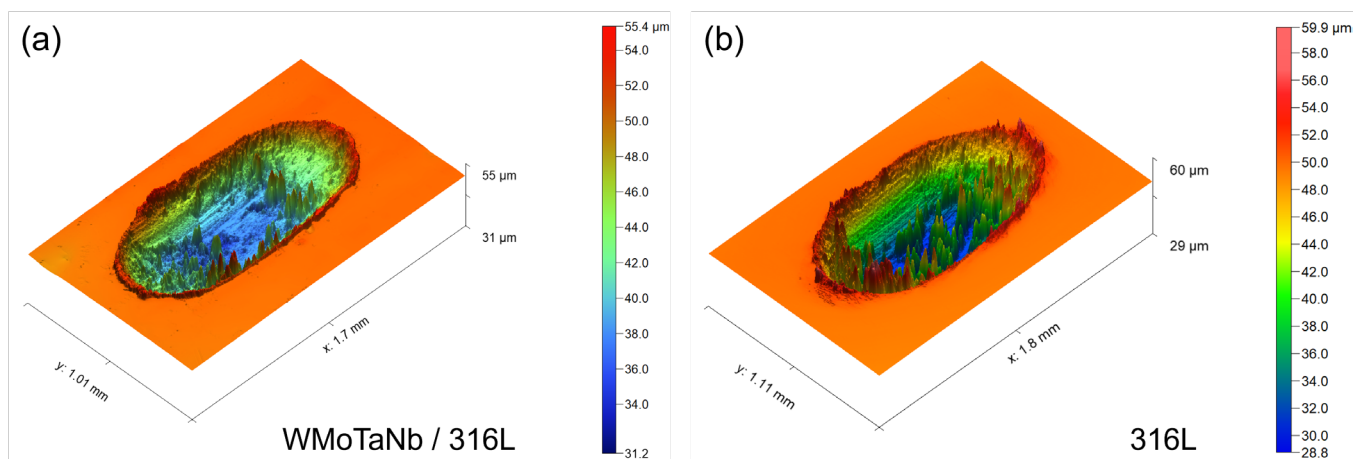 (a)
55.4 µm
54.0
52.0
50.0
48.0
46.0
44.0
42.0
40.0
38.0
36.0
34.0
31.2
55 µm
31 µm
x: 1.7 mm
y: 1.01 mm
WMoTaNb / 316L
(b)
59.9 µm
58.0
56.0
54.0
52.0
50.0
48.0
46.0
44.0
42.0
40.0
38.0
36.0
34.0
32.0
30.0
28.8
60 µm
29 µm
x: 1.8 mm
y: 1.11 mm
316L